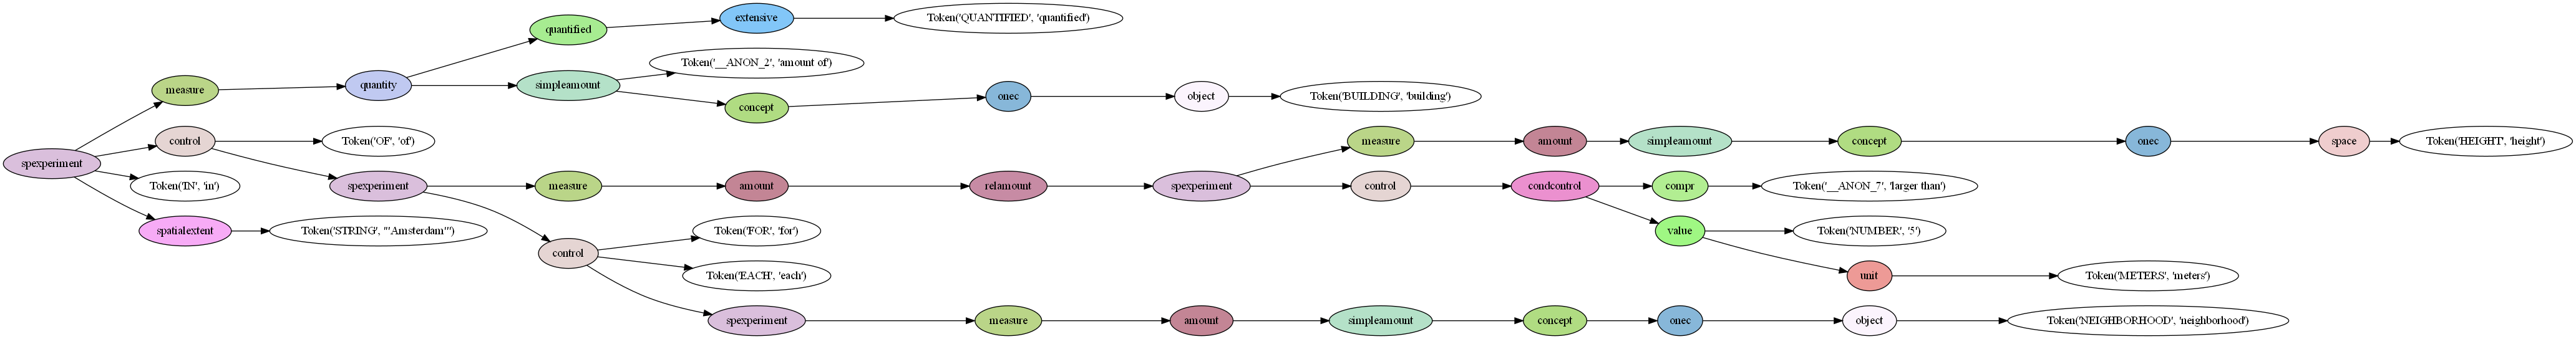 extensive
Token('QUANTIFIED', 'quantified')
quantified
Token('__ANON_2', 'amount of')
measure
quantity
simpleamount
concept
onec
object
Token('BUILDING', 'building')
control
Token('OF', 'of')
measure
amount
simpleamount
concept
onec
space
Token('HEIGHT', 'height')
spexperiment
Token('IN', 'in')
spexperiment
measure
amount
relamount
spexperiment
control
condcontrol
compr
Token('__ANON_7', 'larger than')
spatialextent
Token('STRING', "'Amsterdam'")
Token('FOR', 'for')
value
Token('NUMBER', '5')
control
Token('EACH', 'each')
unit
Token('METERS', 'meters')
spexperiment
measure
amount
simpleamount
concept
onec
object
Token('NEIGHBORHOOD', 'neighborhood')